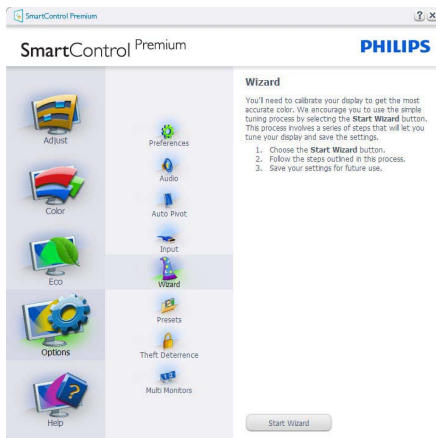 SmartControl Premium
SmartControl Premium
PHILIPS
Adjust
Color
Eco
Options
Help
Preferences
Audio
Auto Pivot
Input
Wizard
Presets
Theft Deterrence
Multi Monitors
Wizard
You'll need to calibrate your display to get the most
accurate color. We encourage you to use the simple
tuning process by selecting the Start Wizard button.
This process involves a series of steps that will let you
tune your display and save the settings.
1. Choose the Start Wizard button.
2. Follow the steps outlined in this process.
3. Save your settings for future use.
Start Wizard